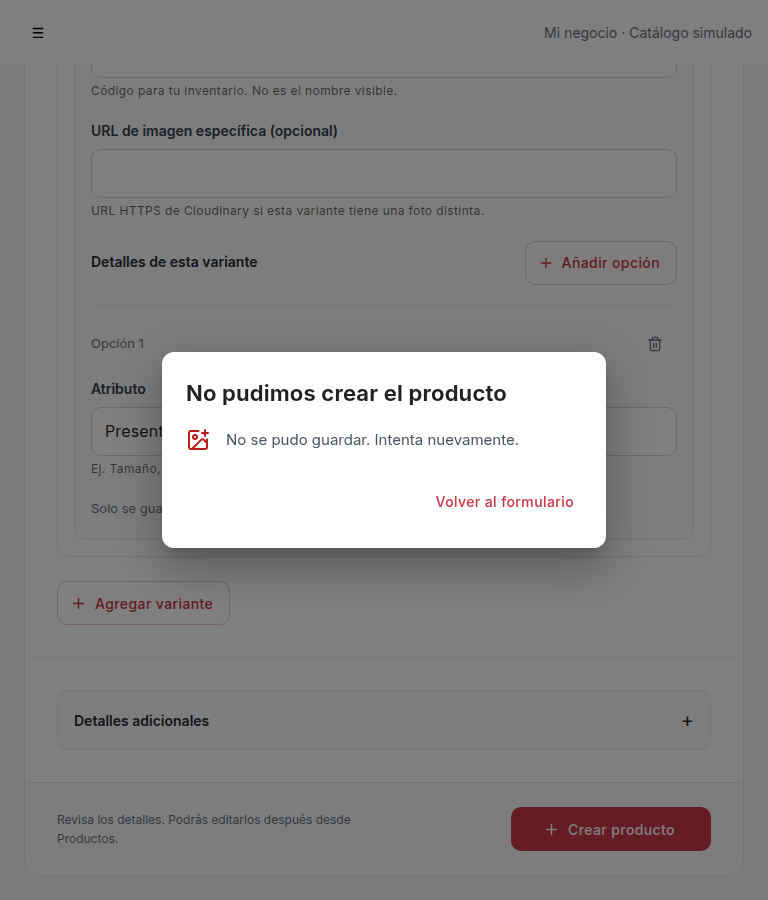 ☰
Mi negocio · Catálogo simulado
Código para tu inventario. No es el nombre visible.
URL de imagen específica (opcional)
URL HTTPS de Cloudinary si esta variante tiene una foto distinta.
Detalles de esta variante
+ Añadir opción
Opción 1
Atributo
No pudimos crear el producto
No se pudo guardar. Intenta nuevamente.
Volver al formulario
Ej. Tamaño,
Solo se
+ Agregar variante
Detalles adicionales
+
Revisa los detalles. Podrás editarlos después desde
Productos.
+ Crear producto